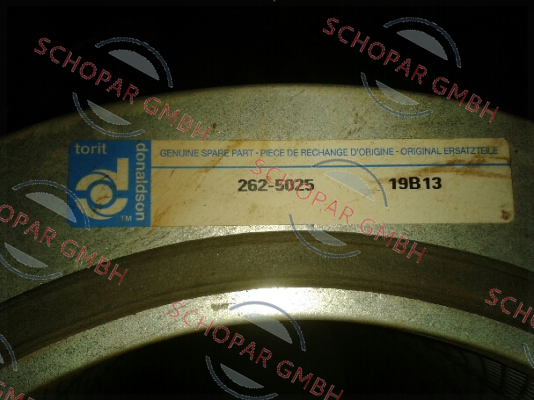 SCHOPAR GMBH
SCHOPAR GMBH
torit
donaldson
TM
GENUINE SPARE PART - PIECE DE RECHANGE D'ORIGINE - ORIGINAL ERSATZTEILE
262-5025 19B13
SCHOPAR GMBH
SCHOPAR GMBH
SCHOPAR
SCHOPAR GMBH